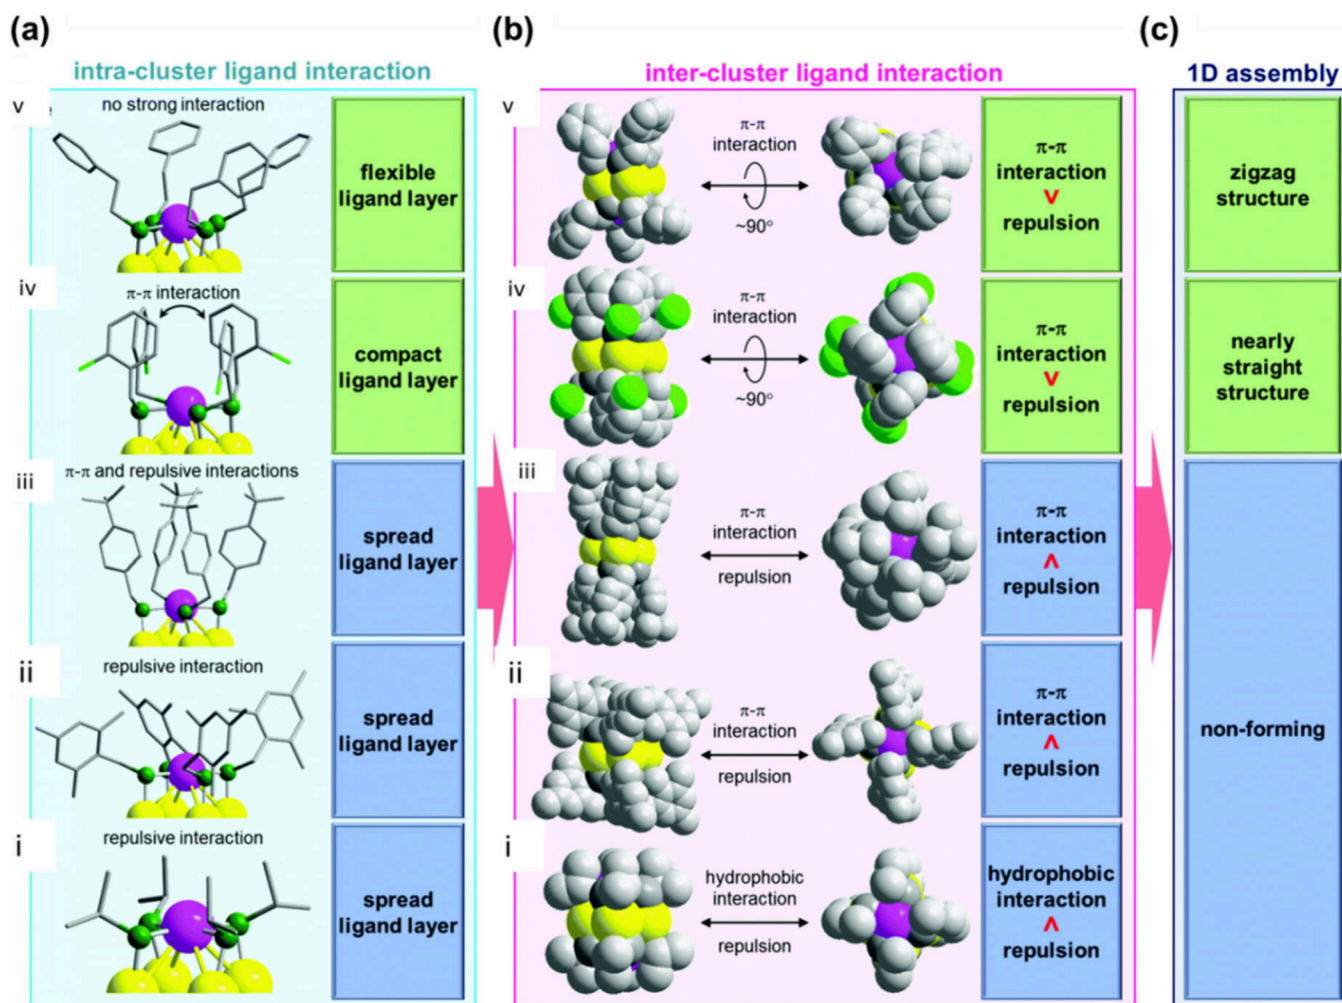 (a)
intra-cluster ligand interaction
v
no strong interaction
flexible
ligand layer
iv
π-π interaction
compact
ligand layer
iii
π-π and repulsive interactions
spread
ligand layer
ii
repulsive interaction
spread
ligand layer
i
repulsive interaction
spread
ligand layer
(b)
inter-cluster ligand interaction
v
π-π
interaction
~90°
π-π
interaction
>
repulsion
iv
π-π
interaction
~90°
π-π
interaction
>
repulsion
iii
π-π
interaction
repulsion
π-π
interaction
<
repulsion
ii
π-π
interaction
repulsion
π-π
interaction
<
repulsion
i
hydrophobic
interaction
repulsion
hydrophobic
interaction
<
repulsion
(c)
1D assembly
zigzag
structure
nearly
straight
structure
non-forming